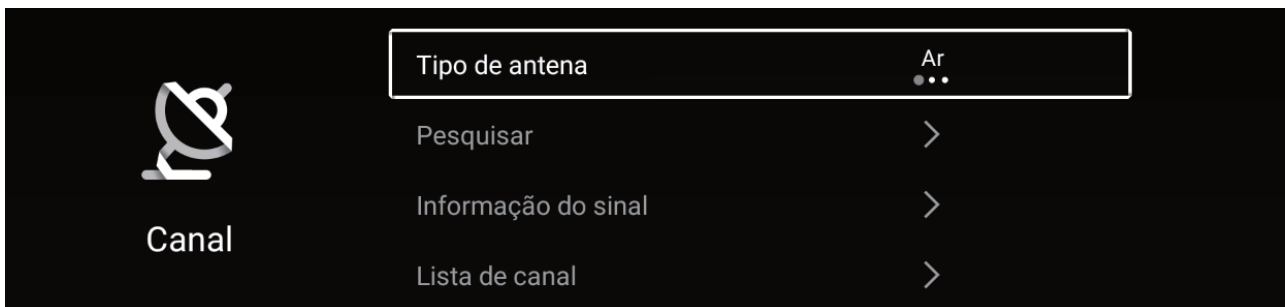 Tipo de antena
Ar
Pesquisar
Informação do sinal
Canal
Lista de canal